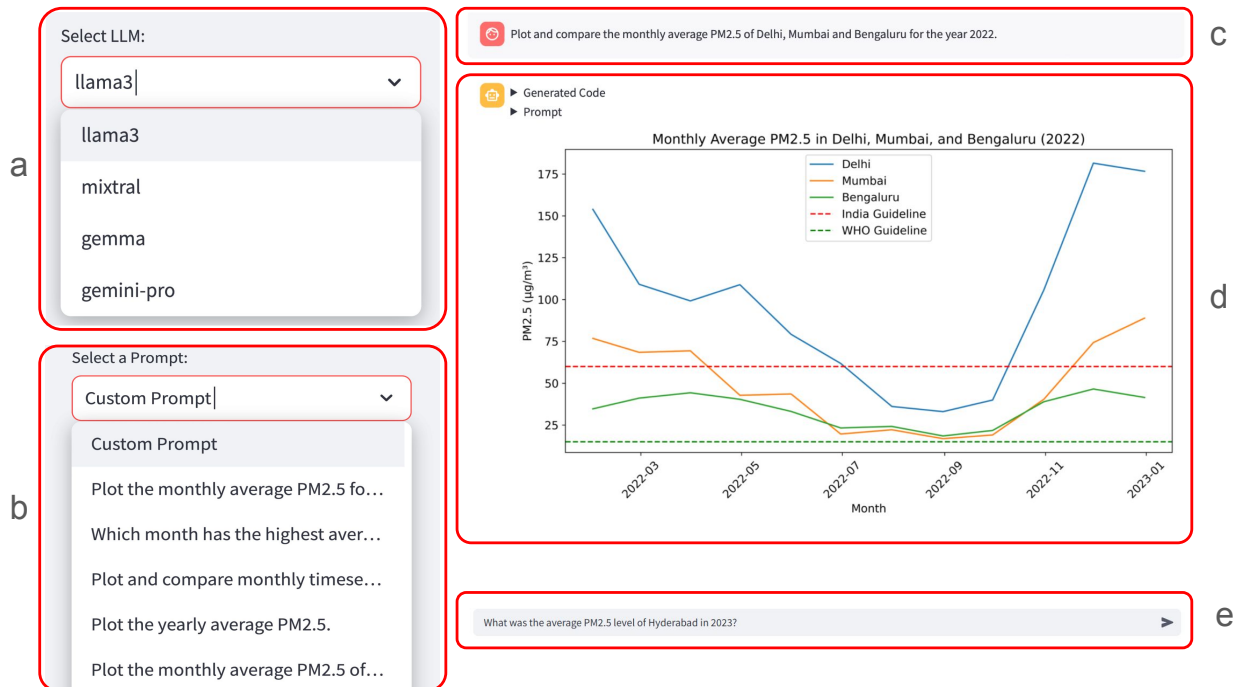 a
Select LLM:
llama3
llama3
mixtral
gemma
gemini-pro
b
Select a Prompt:
Custom Prompt
Custom Prompt
Plot the monthly average PM2.5 fo...
Which month has the highest aver...
Plot and compare monthly timese...
Plot the yearly average PM2.5.
Plot the monthly average PM2.5 of...
Plot and compare the monthly average PM2.5 of Delhi, Mumbai and Bengaluru for the year 2022.
c
Generated Code
Prompt
Monthly Average PM2.5 in Delhi, Mumbai, and Bengaluru (2022)
Delhi
Mumbai
Bengaluru
India Guideline
WHO Guideline
PM2.5 (µg/m³)
175
150
125
100
75
50
25
2022-03
2022-05
2022-07
2022-09
2022-11
2023-01
Month
d
What was the average PM2.5 level of Hyderabad in 2023?
e